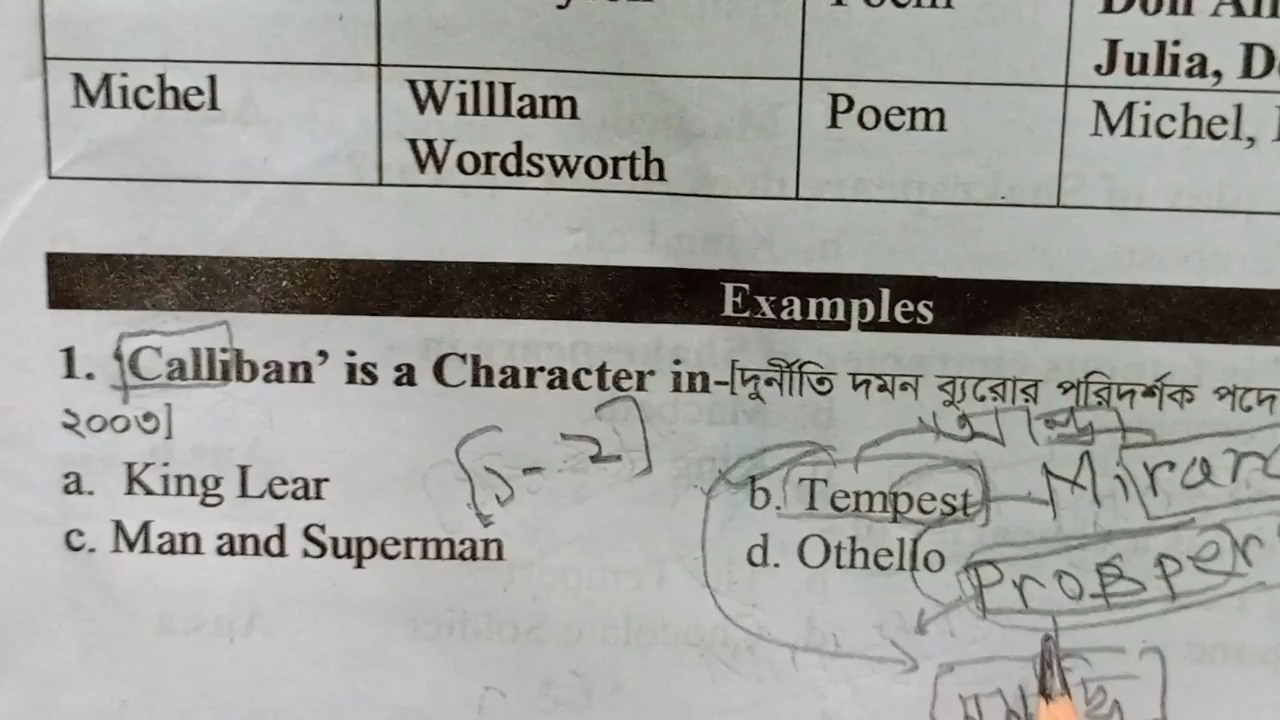 Julia, D
Michel WillIam Poem Michel,
Wordsworth
Examples
1. ‘Calliban’ is a Character in-[দুর্নীতি দমন ব্যুরোর পরিদর্শক পদে
২০০৩]
a. King Lear b. Tempest
c. Man and Superman d. Othello
Prosper